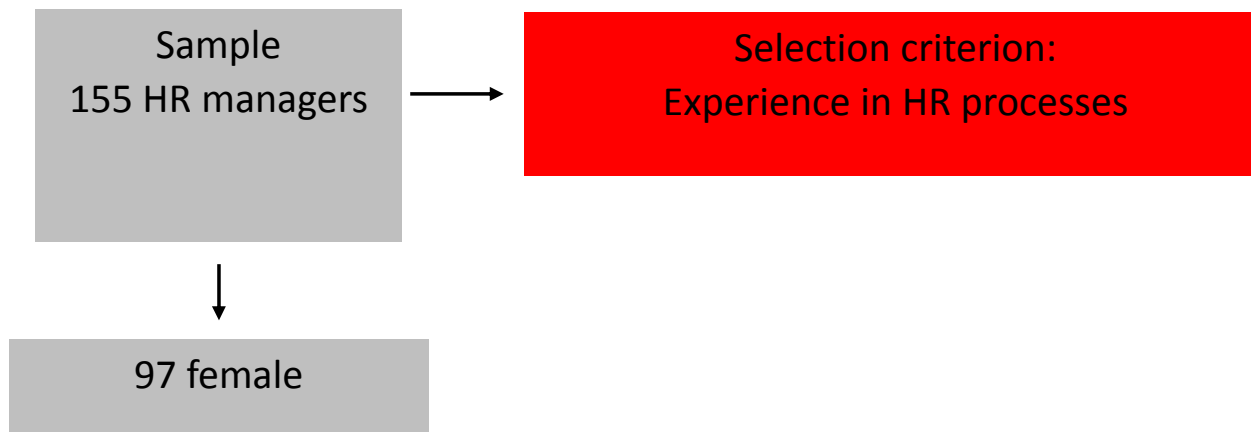 Sample
155 HR managers
Selection criterion:
Experience in HR processes
97 female